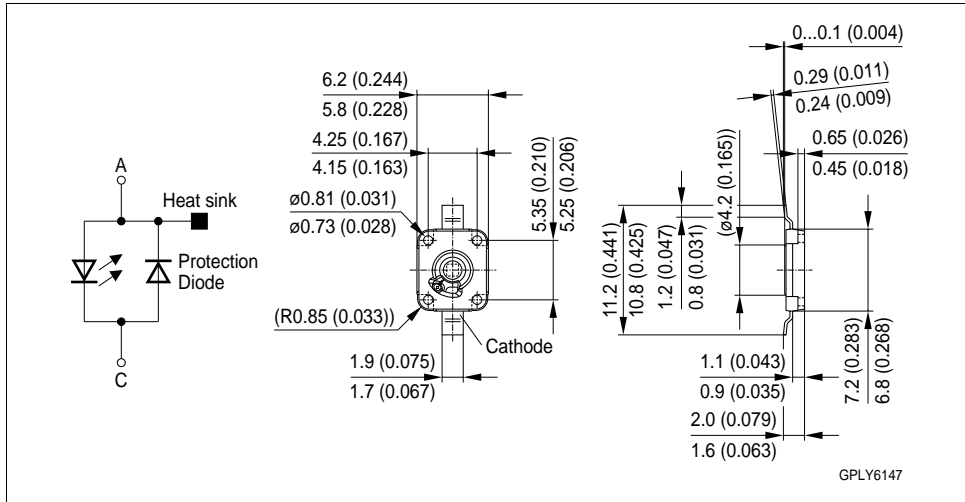 A
Heat sink
Protection
Diode
C
6.2 (0.244)
5.8 (0.228)
4.25 (0.167)
4.15 (0.163)
ø0.81 (0.031)
ø0.73 (0.028)
(R0.85 (0.033))
1.9 (0.075)
1.7 (0.067)
Cathode
5.35 (0.210)
5.25 (0.206)
0...0.1 (0.004)
0.29 (0.011)
0.24 (0.009)
0.65 (0.026)
0.45 (0.018)
11.2 (0.441)
10.8 (0.425)
1.2 (0.047)
0.8 (0.031)
(ø4.2 (0.165))
1.1 (0.043)
0.9 (0.035)
2.0 (0.079)
1.6 (0.063)
7.2 (0.283)
6.8 (0.268)
GPLY6147